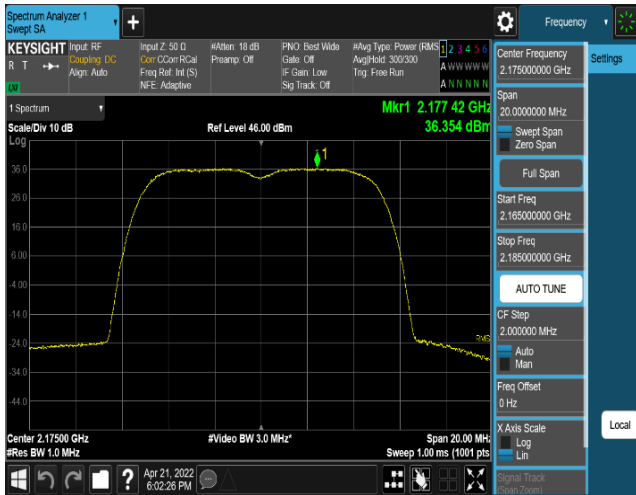 Spectrum Analyzer 1
Swept SA
Frequency
KEYSIGHT
R T
LXI
Input: RF
Coupling: DC
Align: Auto
Input Z: 50 Ω
Corr CCorr RCal
Freq Ref: Int (S)
NFE: Adaptive
#Atten: 18 dB
Preamp: Off
PNO: Best Wide
Gate: Off
IF Gain: Low
Sig Track: Off
#Avg Type: Power (RMS
Avg|Hold: 300/300
Trig: Free Run
1 2 3 4 5 6
A W W W W W
A N N N N N
1 Spectrum
Scale/Div 10 dB
Log
Ref Level 46.00 dBm
Mkr1 2.177 42 GHz
36.354 dBm
1
36.0
26.0
16.0
6.00
-4.00
-14.0
-24.0
-34.0
-44.0
RMS
Center 2.17500 GHz
#Res BW 1.0 MHz
#Video BW 3.0 MHz*
Span 20.00 MHz
Sweep 1.00 ms (1001 pts
Apr 21, 2022
6:02:26 PM
Center Frequency
2.175000000 GHz
Settings
Span
20.0000000 MHz
Swept Span
Zero Span
Full Span
Start Freq
2.165000000 GHz
Stop Freq
2.185000000 GHz
AUTO TUNE
CF Step
2.000000 MHz
Auto
Man
Freq Offset
0 Hz
X Axis Scale
Log
Lin
Local
Signal Track
(Span Zoom)